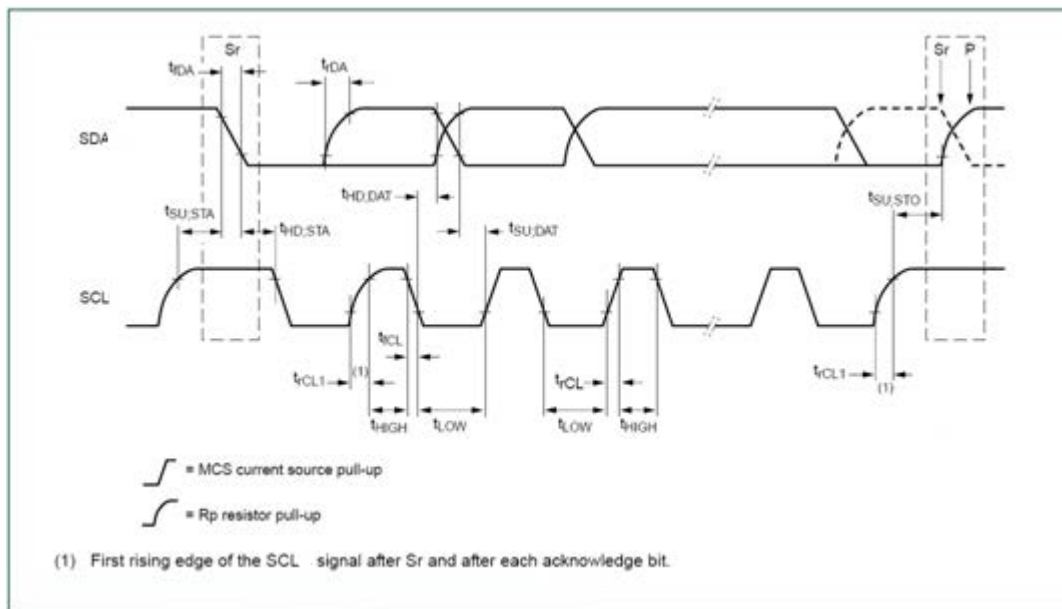 Sr
Sr P
tfDA
trDA
SDA
tHD;DAT
tSU;STO
tSU;STA
tHD;STA
tSU;DAT
SCL
tfCL
trCL1
(1)
trCL
trCL1
(1)
tHIGH
tLOW
tLOW
tHIGH
= MCS current source pull-up
= Rp resistor pull-up
(1) First rising edge of the SCL signal after Sr and after each acknowledge bit.